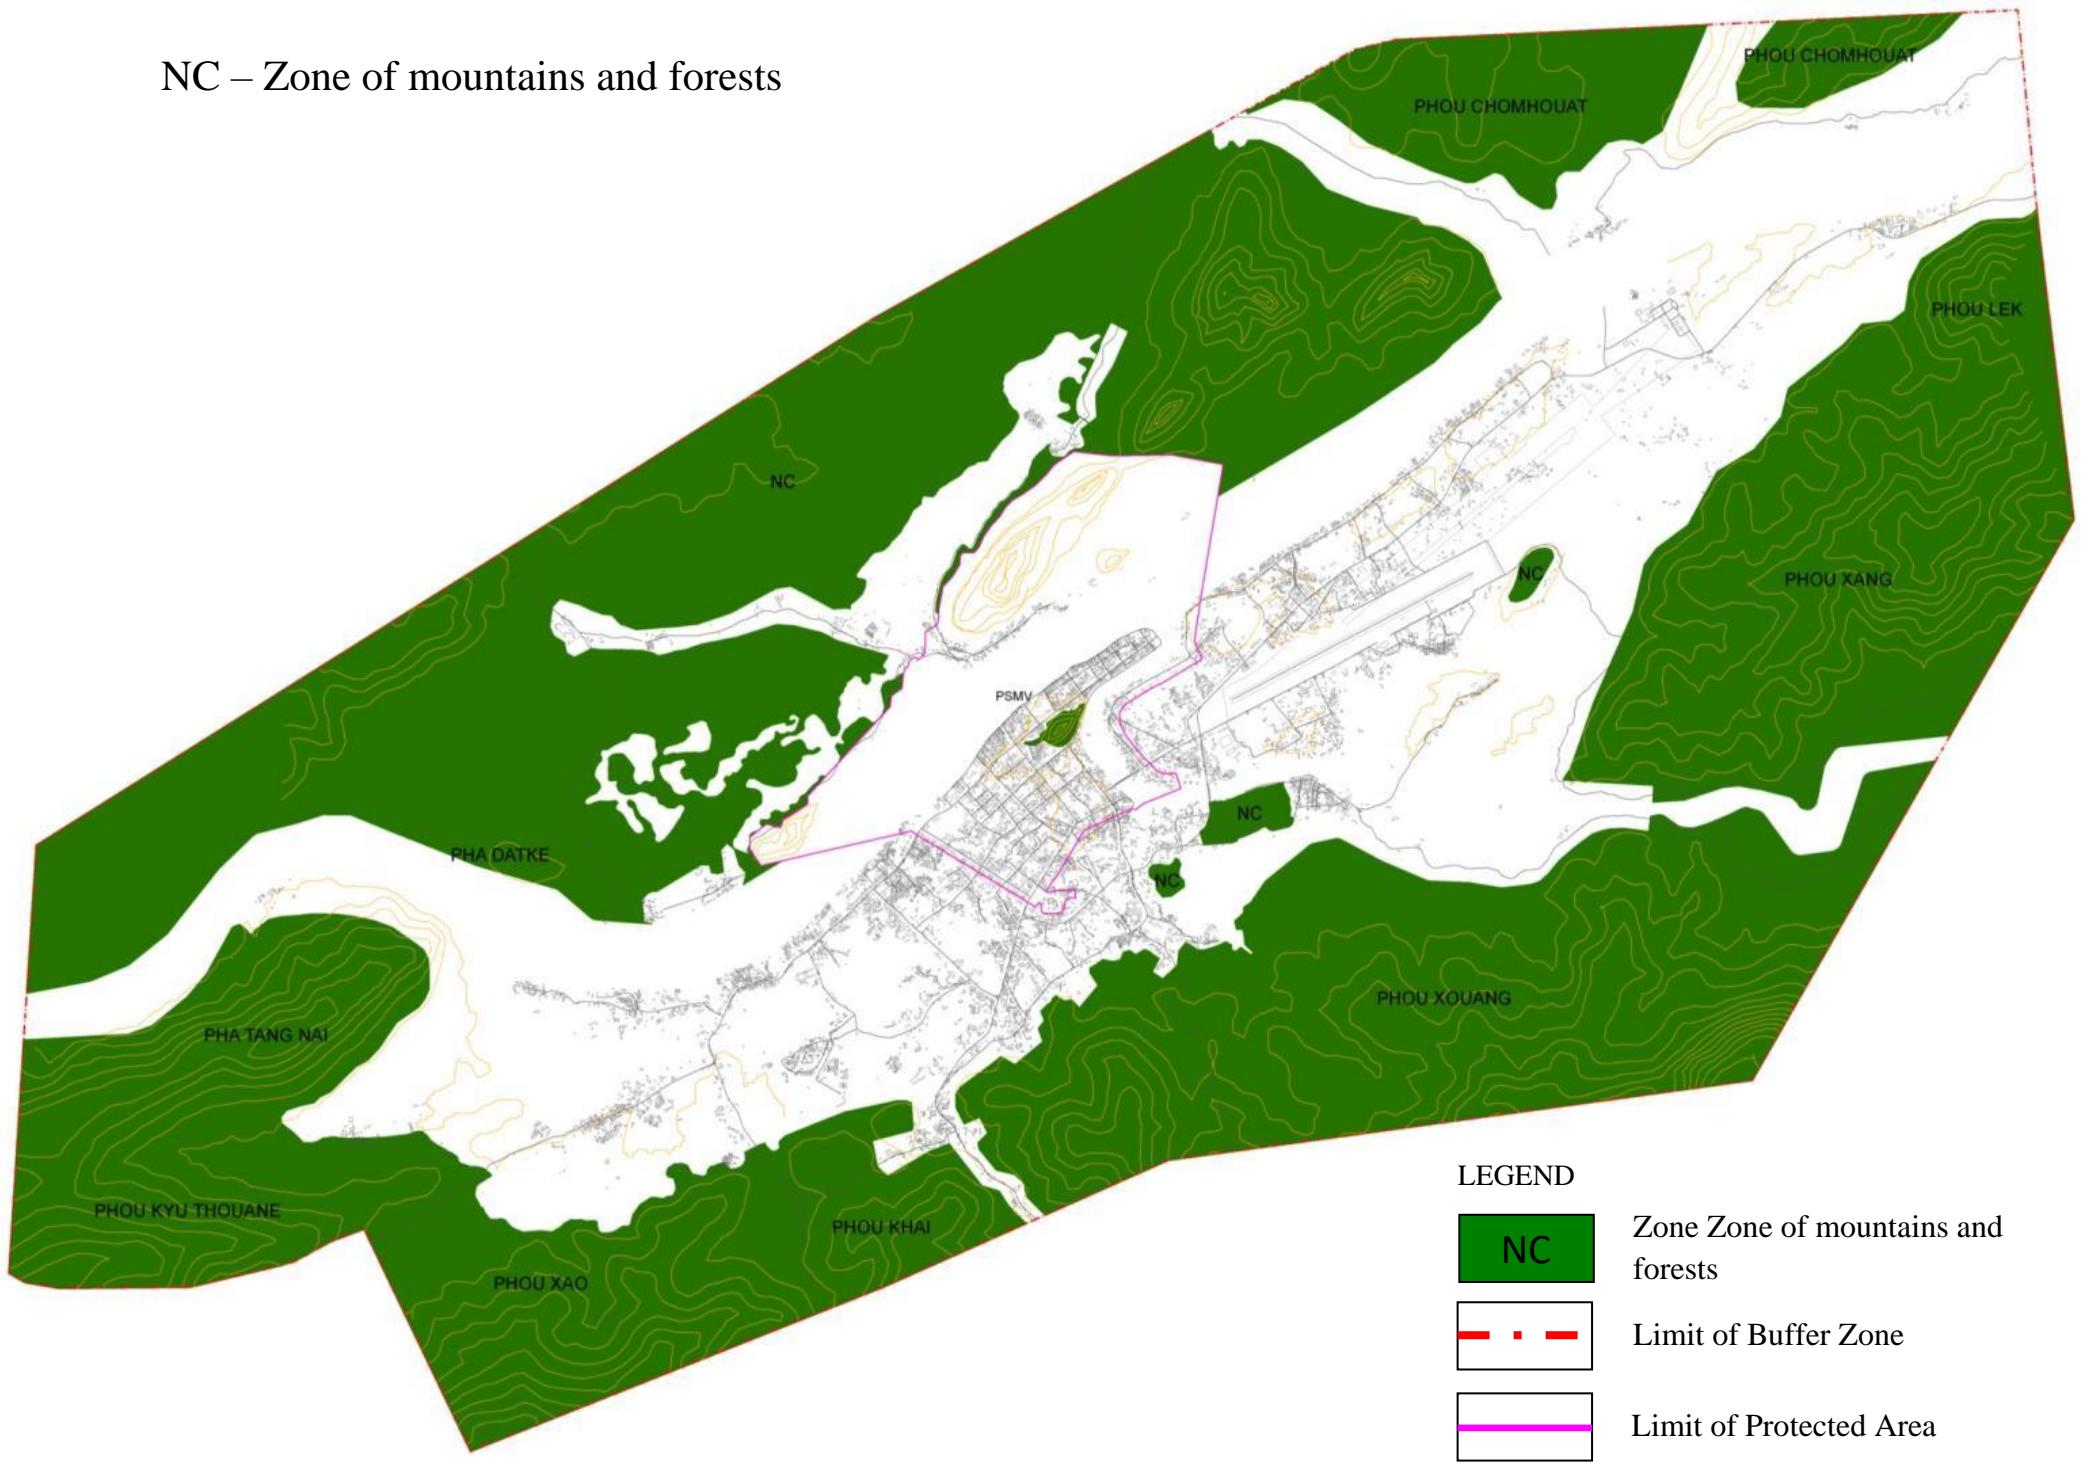 NC – Zone of mountains and forests
PHOU CHOMHOUAT
PHOU CHOMHOUAT
PHOU LEK
NC
NC
PHOU XANG
PSMV
NC
PHA DATKE
NC
PHOU XOUANG
PHA TANG NAI
PHOU KYU THOUANE
PHOU KHAI
PHOU XAO
LEGEND
NC
Zone Zone of mountains and
forests
Limit of Buffer Zone
Limit of Protected Area